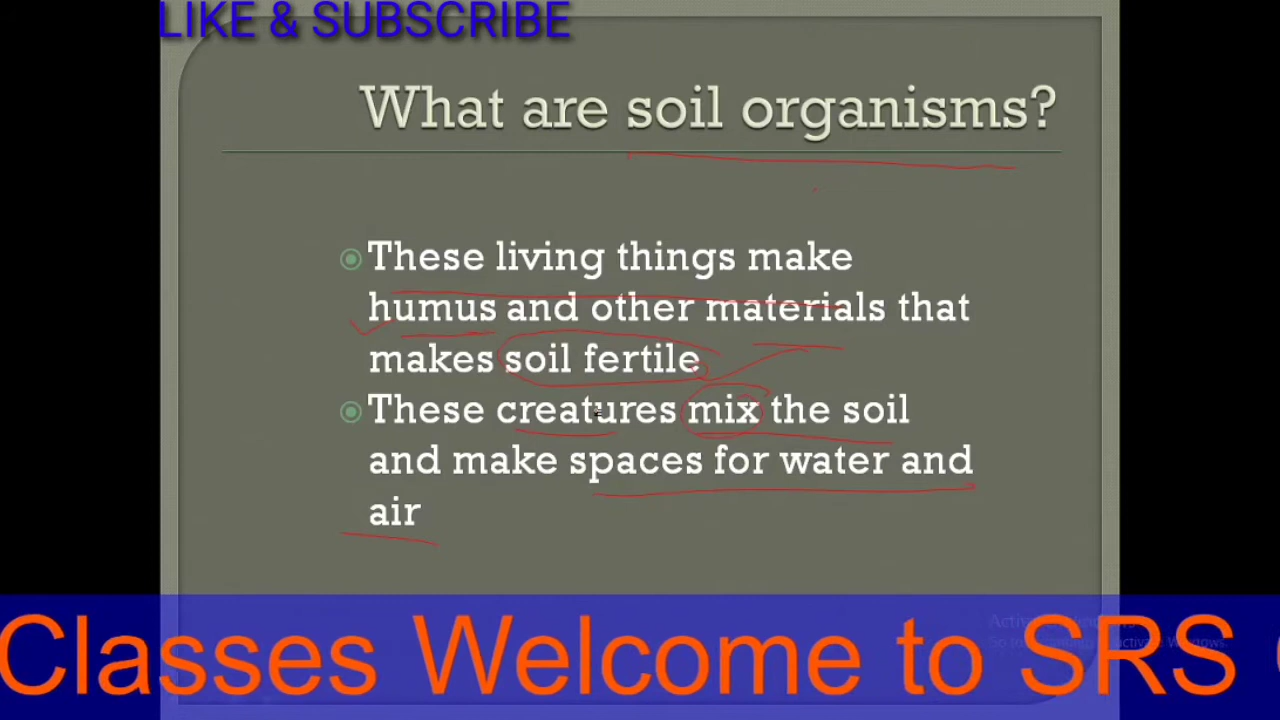 LIKE & SUBSCRIBE
What are soil organisms?
These living things make
humus and other materials that
makes soil fertile
These creatures mix the soil
and make spaces for water and
air
Classes Welcome to SRS